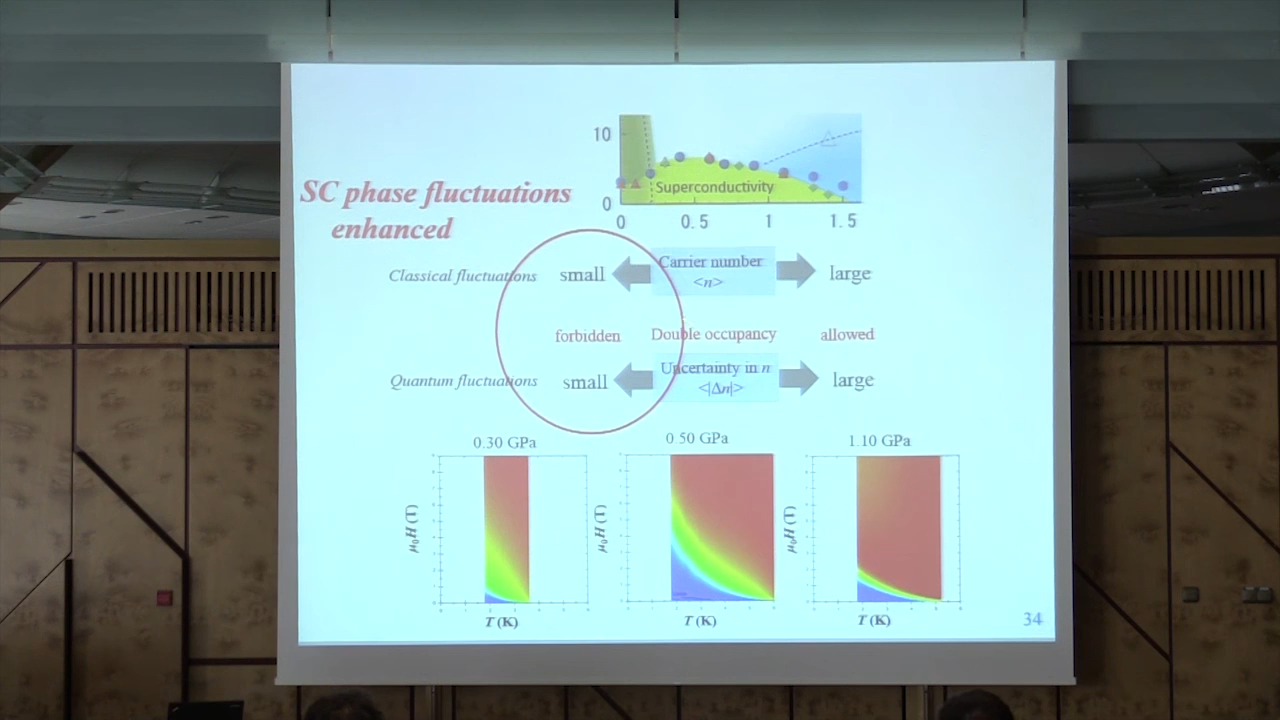 10
SC phase fluctuations
enhanced
Superconductivity
0
0 0.5 1 1.5
Classical fluctuations small Carrier number large
<n>
forbidden Double occupancy allowed
Quantum fluctuations small Uncertainty in n large
<|Δn|>
0.30 GPa 0 50 GPa 1.10 GPa
μ0H (T) μ0H (T) μ0H (T)
T (K) T (K) T (K)
34